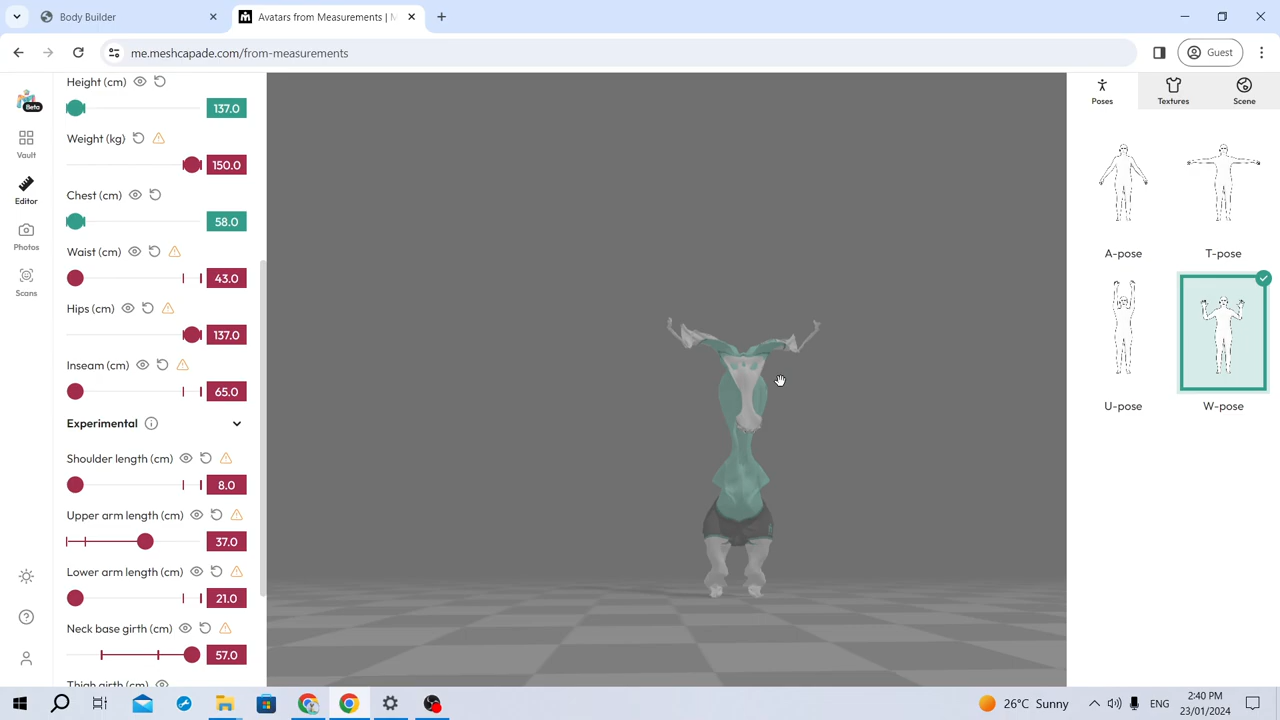 Body Builder
Avatars from Measurements | M
me.meshcapade.com/from-measurements
Guest
Beta
Vault
Editor
Photos
Scans
Height (cm)
137.0
Weight (kg)
150.0
Chest (cm)
58.0
Waist (cm)
43.0
Hips (cm)
137.0
Inseam (cm)
65.0
Experimental
Shoulder length (cm)
8.0
Upper arm length (cm)
37.0
Lower arm length (cm)
21.0
Neck base girth (cm)
57.0
Thigh girth (cm)
Poses
Textures
Scene
A-pose
T-pose
U-pose
W-pose
26°C Sunny
ENG
2:40 PM
23/01/2024